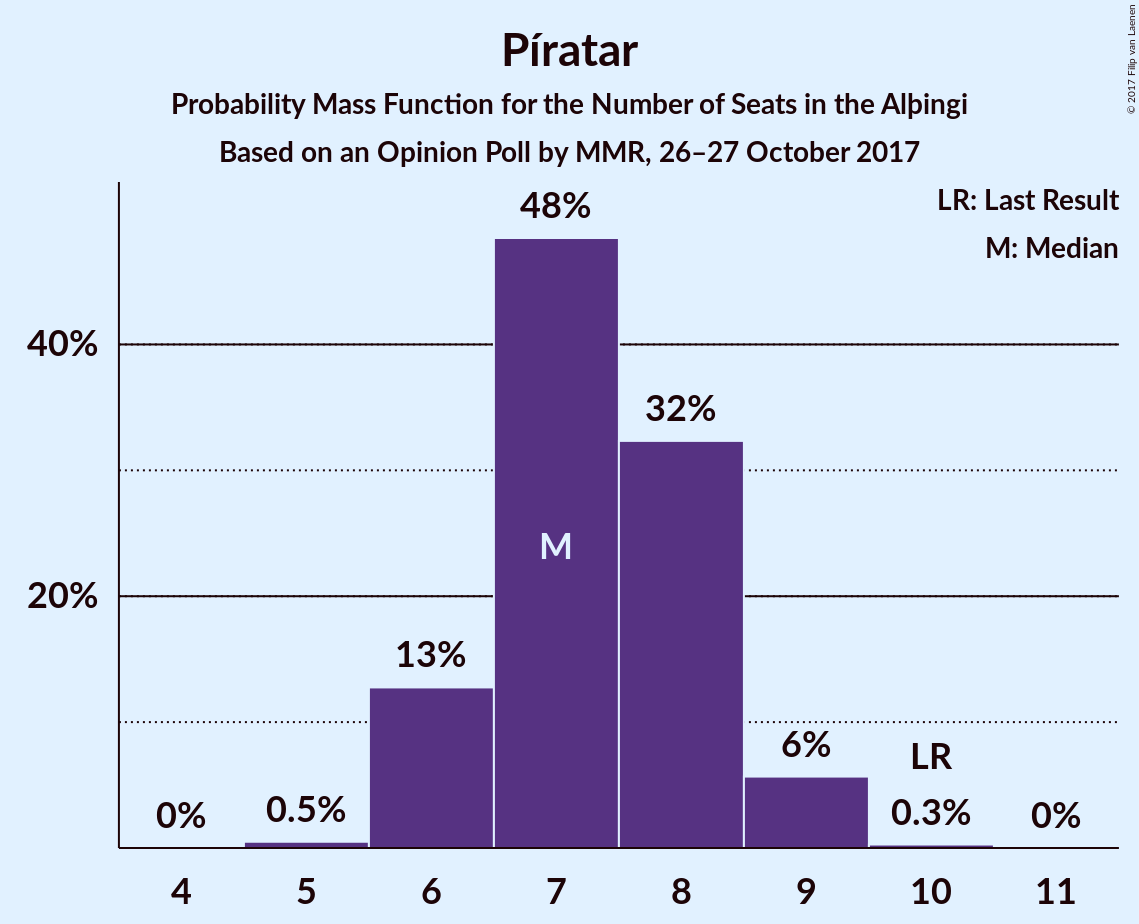 Píratar
Probability Mass Function for the Number of Seats in the Alþingi
Based on an Opinion Poll by MMR, 26–27 October 2017
© 2017 Filip van Laenen
LR: Last Result
M: Median
48%
40%
32%
M
20%
13%
6%
LR
0% 0.5% 0.3% 0%
4 5 6 7 8 9 10 11